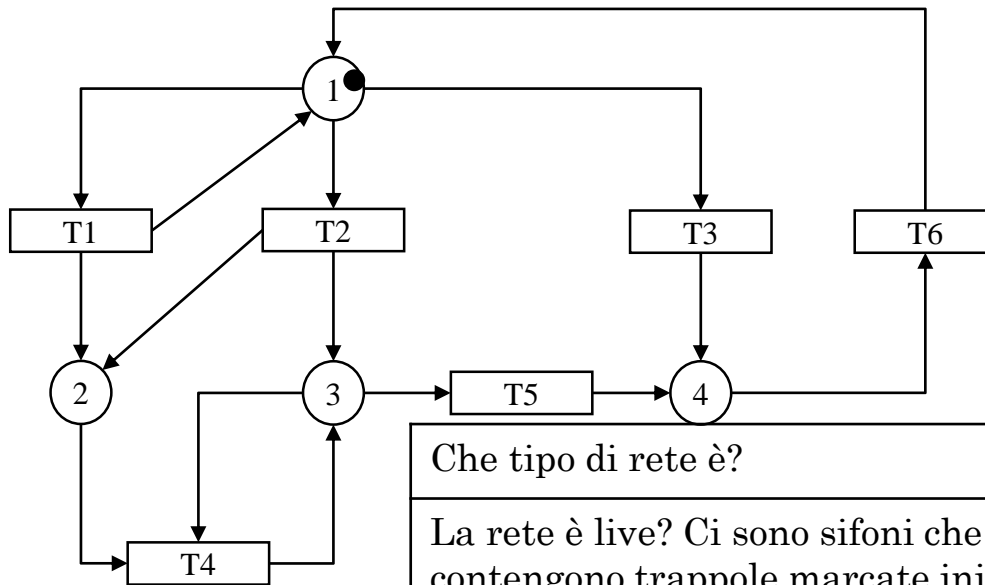 1
T1
T2
T3
T6
2
3
T5
4
Che tipo di rete è?
La rete è live? Ci sono sifoni che
contengono trappole marcate ini
T4